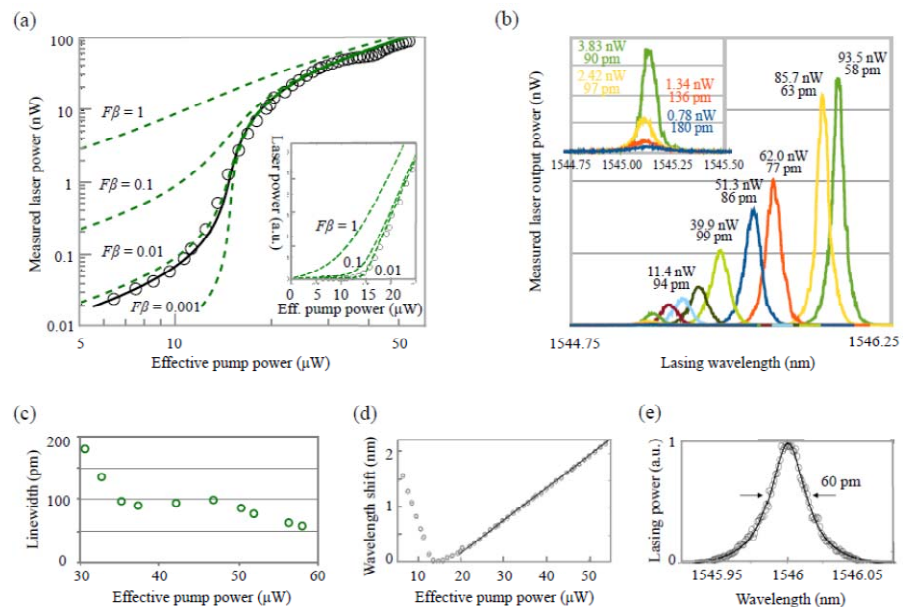 (a)
Measured laser power (nW)
100
10
1
0.1
0.01
Fβ = 1
Fβ = 0.1
Fβ = 0.01
Fβ = 0.001
5
10
50
Effective pump power (µW)
Laser power (a.u.)
Fβ = 1
0.1
0.01
0
5
10
15
20
Eff. pump power (µW)
(b)
Measured laser output power (nW)
3.83 nW
90 pm
2.42 nW
97 pm
1.34 nW
136 pm
0.78 nW
180 pm
1544.75
1545.00
1545.25
1545.50
93.5 nW
58 pm
85.7 nW
63 pm
62.0 nW
77 pm
51.3 nW
86 pm
39.9 nW
99 pm
11.4 nW
94 pm
1544.75
1546.25
Lasing wavelength (nm)
(c)
Linewidth (pm)
200
150
100
50
0
30
40
50
60
Effective pump power (µW)
(d)
Wavelength shift (nm)
2
1
0
10
20
30
40
50
Effective pump power (µW)
(e)
Lasing power (a.u.)
1
0
60 pm
1545.95
1546
1546.05
Wavelength (nm)